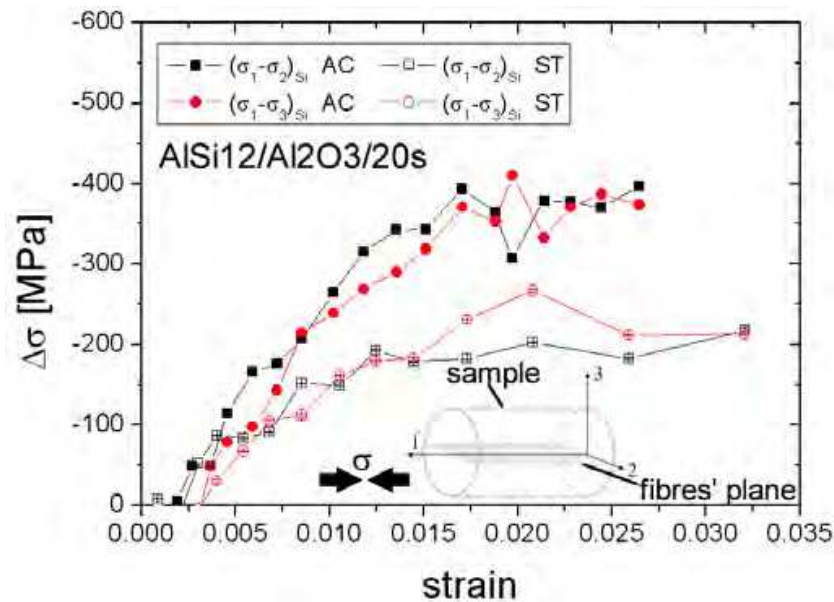 -600
-500
-400
-300
-200
-100
0
Δσ [MPa]
(σ₁-σ₂)Si AC
(σ₁-σ₂)Si ST
(σ₁-σ₃)Si AC
(σ₁-σ₃)Si ST
AlSi12/Al2O3/20s
sample
3
1
2
σ
fibres' plane
0.000 0.005 0.010 0.015 0.020 0.025 0.030 0.035
strain